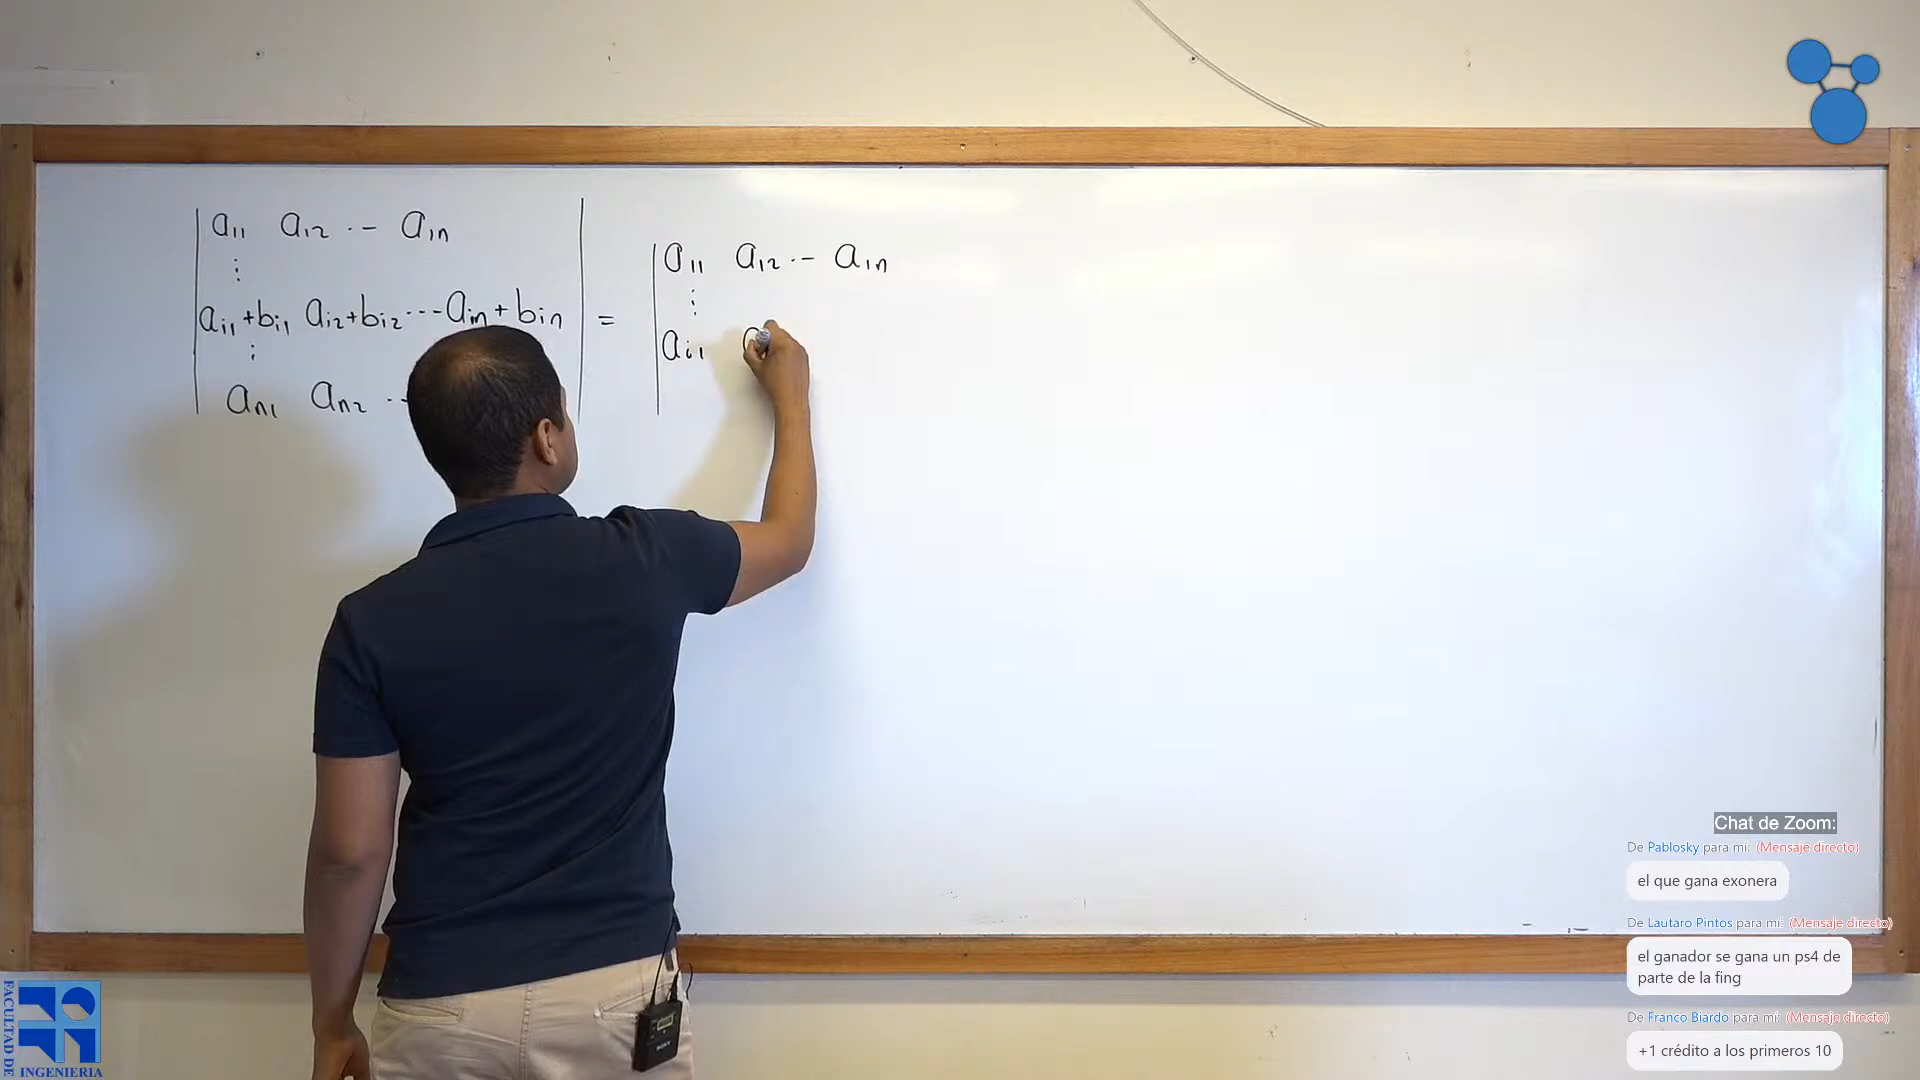 a11 a12 .- a1n
⋮
ai1+bi1 ai2+bi2 ---ain+bin =
⋮
an1 an2 --
a11 a12 .- a1n
⋮
ai1 a
Chat de Zoom:
De Pablosky para mí: (Mensaje directo)
el que gana exonera
De Lautaro Pintos para mí: (Mensaje directo)
el ganador se gana un ps4 de
parte de la fing
De Franco Biardo para mí: (Mensaje directo)
+1 crédito a los primeros 10
FACULTAD DE
INGENIERIA